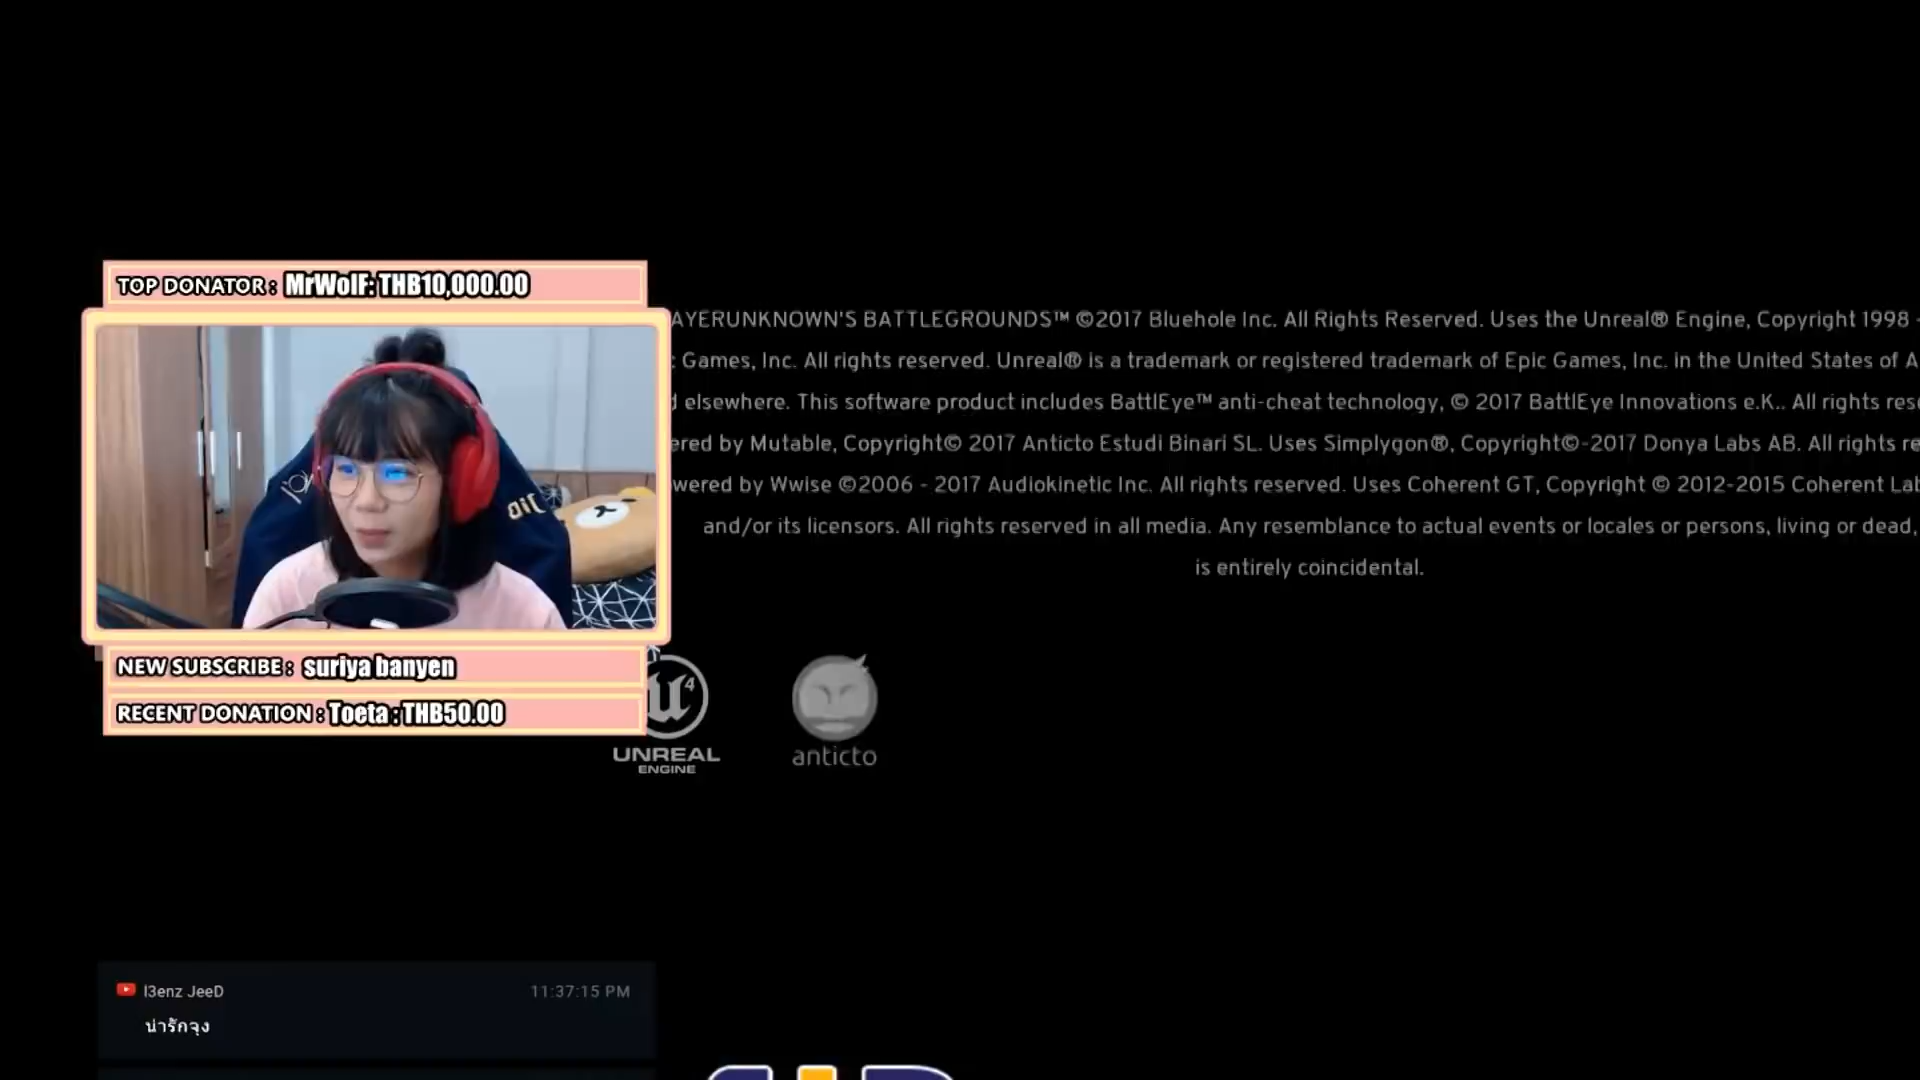 TOP DONATOR : MrWolF: THB10,000.00
AYERUNKNOWN'S BATTLEGROUNDS™ ©2017 Bluehole Inc. All Rights Reserved. Uses the Unreal® Engine, Copyright 1998 -
Games, Inc. All rights reserved. Unreal® is a trademark or registered trademark of Epic Games, Inc. in the United States of A
elsewhere. This software product includes BattlEye™ anti-cheat technology, © 2017 BattlEye Innovations e.K.. All rights rese
ered by Mutable, Copyright© 2017 Anticto Estudi Binari SL. Uses Simplygon®, Copyright©-2017 Donya Labs AB. All rights re
wered by Wwise ©2006 - 2017 Audiokinetic Inc. All rights reserved. Uses Coherent GT, Copyright © 2012-2015 Coherent Lab
and/or its licensors. All rights reserved in all media. Any resemblance to actual events or locales or persons, living or dead,
is entirely coincidental.
NEW SUBSCRIBE : suriya banyen
RECENT DONATION : Toeta : THB50.00
UNREAL
ENGINE
anticto
l3enz JeeD 11:37:15 PM
น่ารักจุง